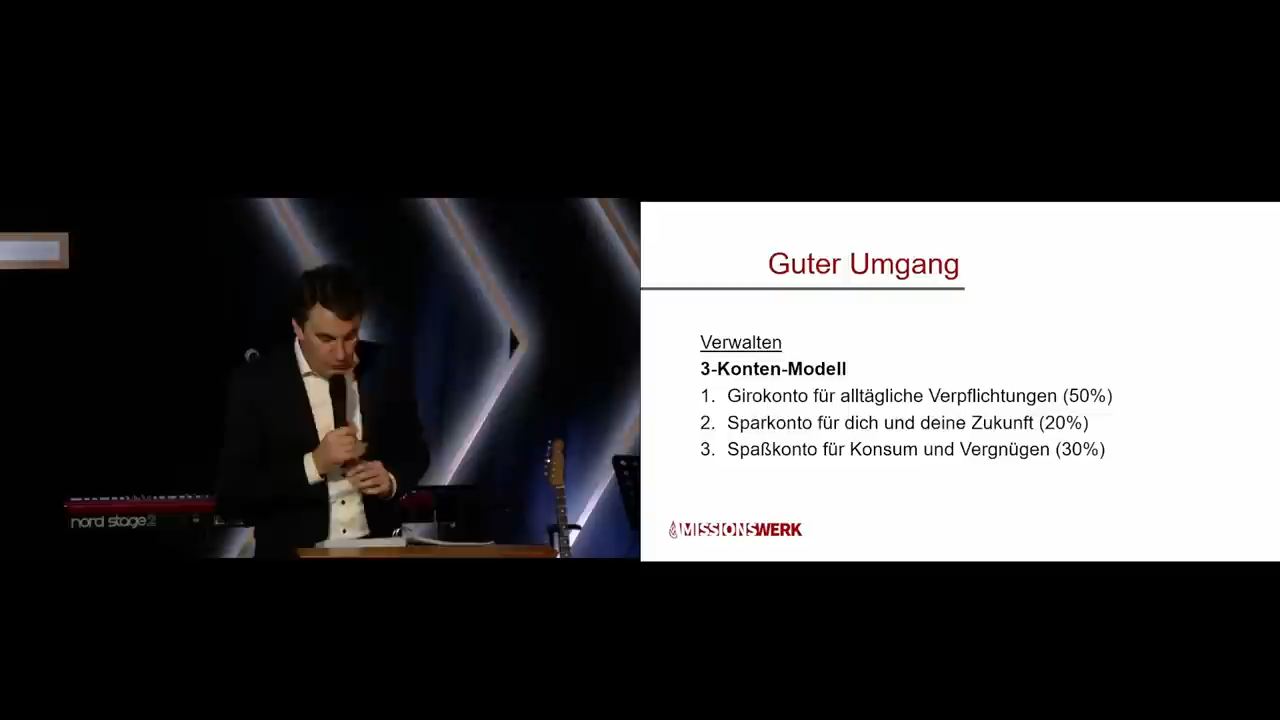 Guter Umgang
Verwalten
3-Konten-Modell
1. Girokonto für alltägliche Verpflichtungen (50%)
2. Sparkonto für dich und deine Zukunft (20%)
3. Spaßkonto für Konsum und Vergnügen (30%)
nord stage 2
MISSIONSWERK